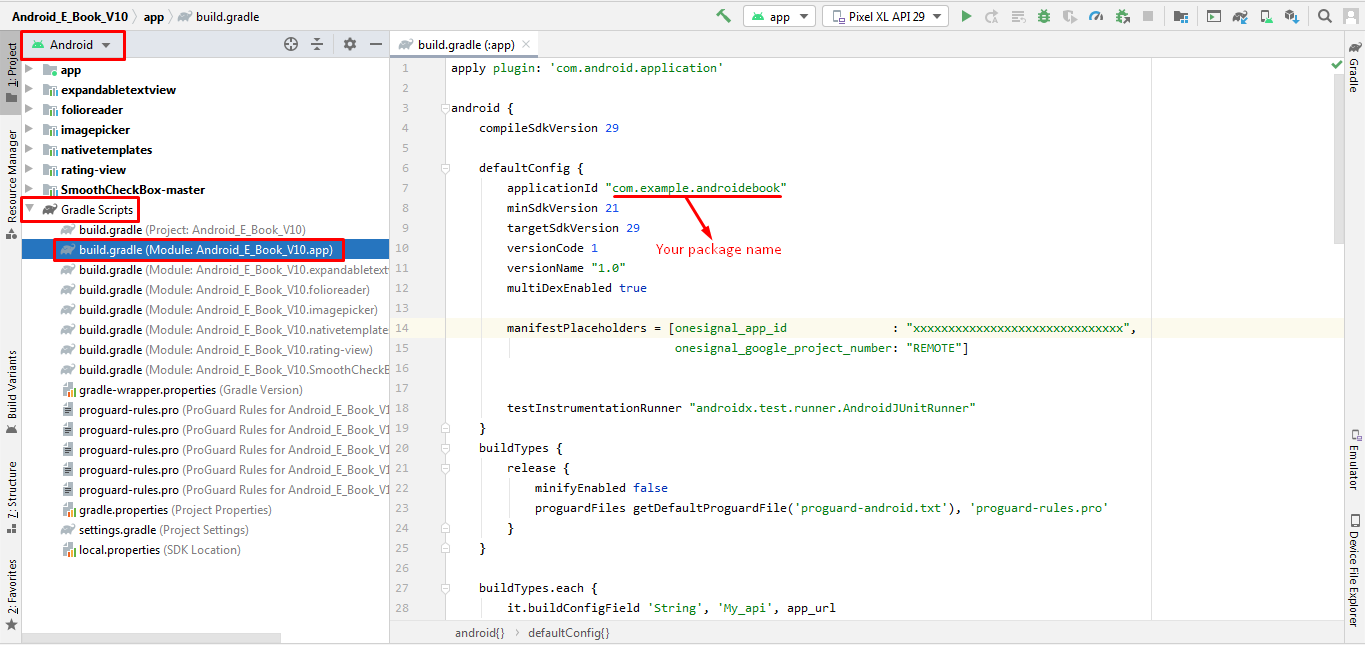 Android_E_Book_V10 app build.gradle
app Pixel XL API 29
1: Project
Resource Manager
Build Variants
7: Structure
2: Favorites
Android
app
expandabletextview
folioreader
imagepicker
nativetemplates
rating-view
SmoothCheckBox-master
Gradle Scripts
build.gradle (Project: Android_E_Book_V10)
build.gradle (Module: Android_E_Book_V10.app)
build.gradle (Module: Android_E_Book_V10.expandabletext
build.gradle (Module: Android_E_Book_V10.folioreader)
build.gradle (Module: Android_E_Book_V10.imagepicker)
build.gradle (Module: Android_E_Book_V10.nativetemplates
build.gradle (Module: Android_E_Book_V10.rating-view)
build.gradle (Module: Android_E_Book_V10.SmoothCheckB
gradle-wrapper.properties (Gradle Version)
proguard-rules.pro (ProGuard Rules for Android_E_Book_V1
proguard-rules.pro (ProGuard Rules for Android_E_Book_V1
proguard-rules.pro (ProGuard Rules for Android_E_Book_V1
proguard-rules.pro (ProGuard Rules for Android_E_Book_V1
proguard-rules.pro (ProGuard Rules for Android_E_Book_V1
gradle.properties (Project Properties)
settings.gradle (Project Settings)
local.properties (SDK Location)
build.gradle (:app)
1 apply plugin: 'com.android.application'
2
3 android {
4 compileSdkVersion 29
5
6 defaultConfig {
7 applicationId "com.example.androidebook"
8 minSdkVersion 21
9 targetSdkVersion 29
Your package name
10 versionCode 1
11 versionName "1.0"
12 multiDexEnabled true
13
14 manifestPlaceholders = [onesignal_app_id : "xxxxxxxxxxxxxxxxxxxxxxxxxxxxxx",
15 onesignal_google_project_number: "REMOTE"]
16
17
18 testInstrumentationRunner "androidx.test.runner.AndroidJUnitRunner"
19 }
20 buildTypes {
21 release {
22 minifyEnabled false
23 proguardFiles getDefaultProguardFile('proguard-android.txt'), 'proguard-rules.pro'
24 }
25 }
26
27 buildTypes.each {
28 it.buildConfigField 'String', 'My_api', app_url
android{} defaultConfig{}
Gradle
Emulator
Device File Explorer